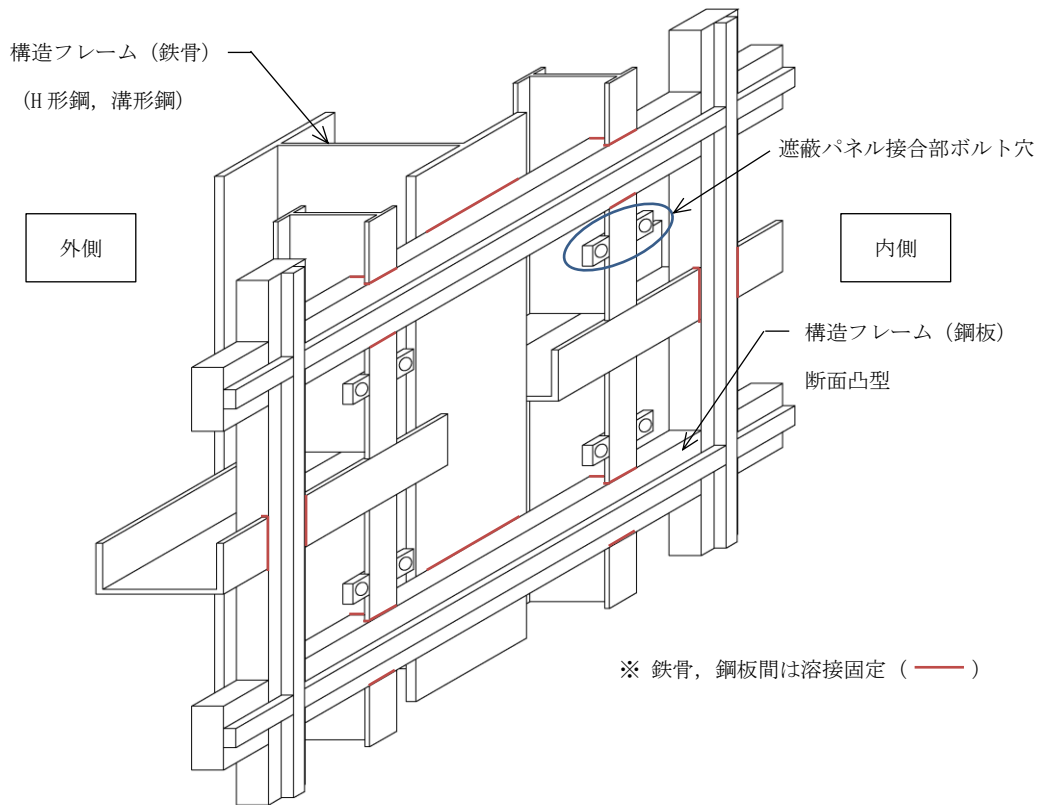 構造フレーム（鉄骨）
（H 形鋼，溝形鋼）
遮蔽パネル接合部ボルト穴
外側
内側
構造フレーム（鋼板）
断面凸型
※ 鉄骨，鋼板間は溶接固定（ ）